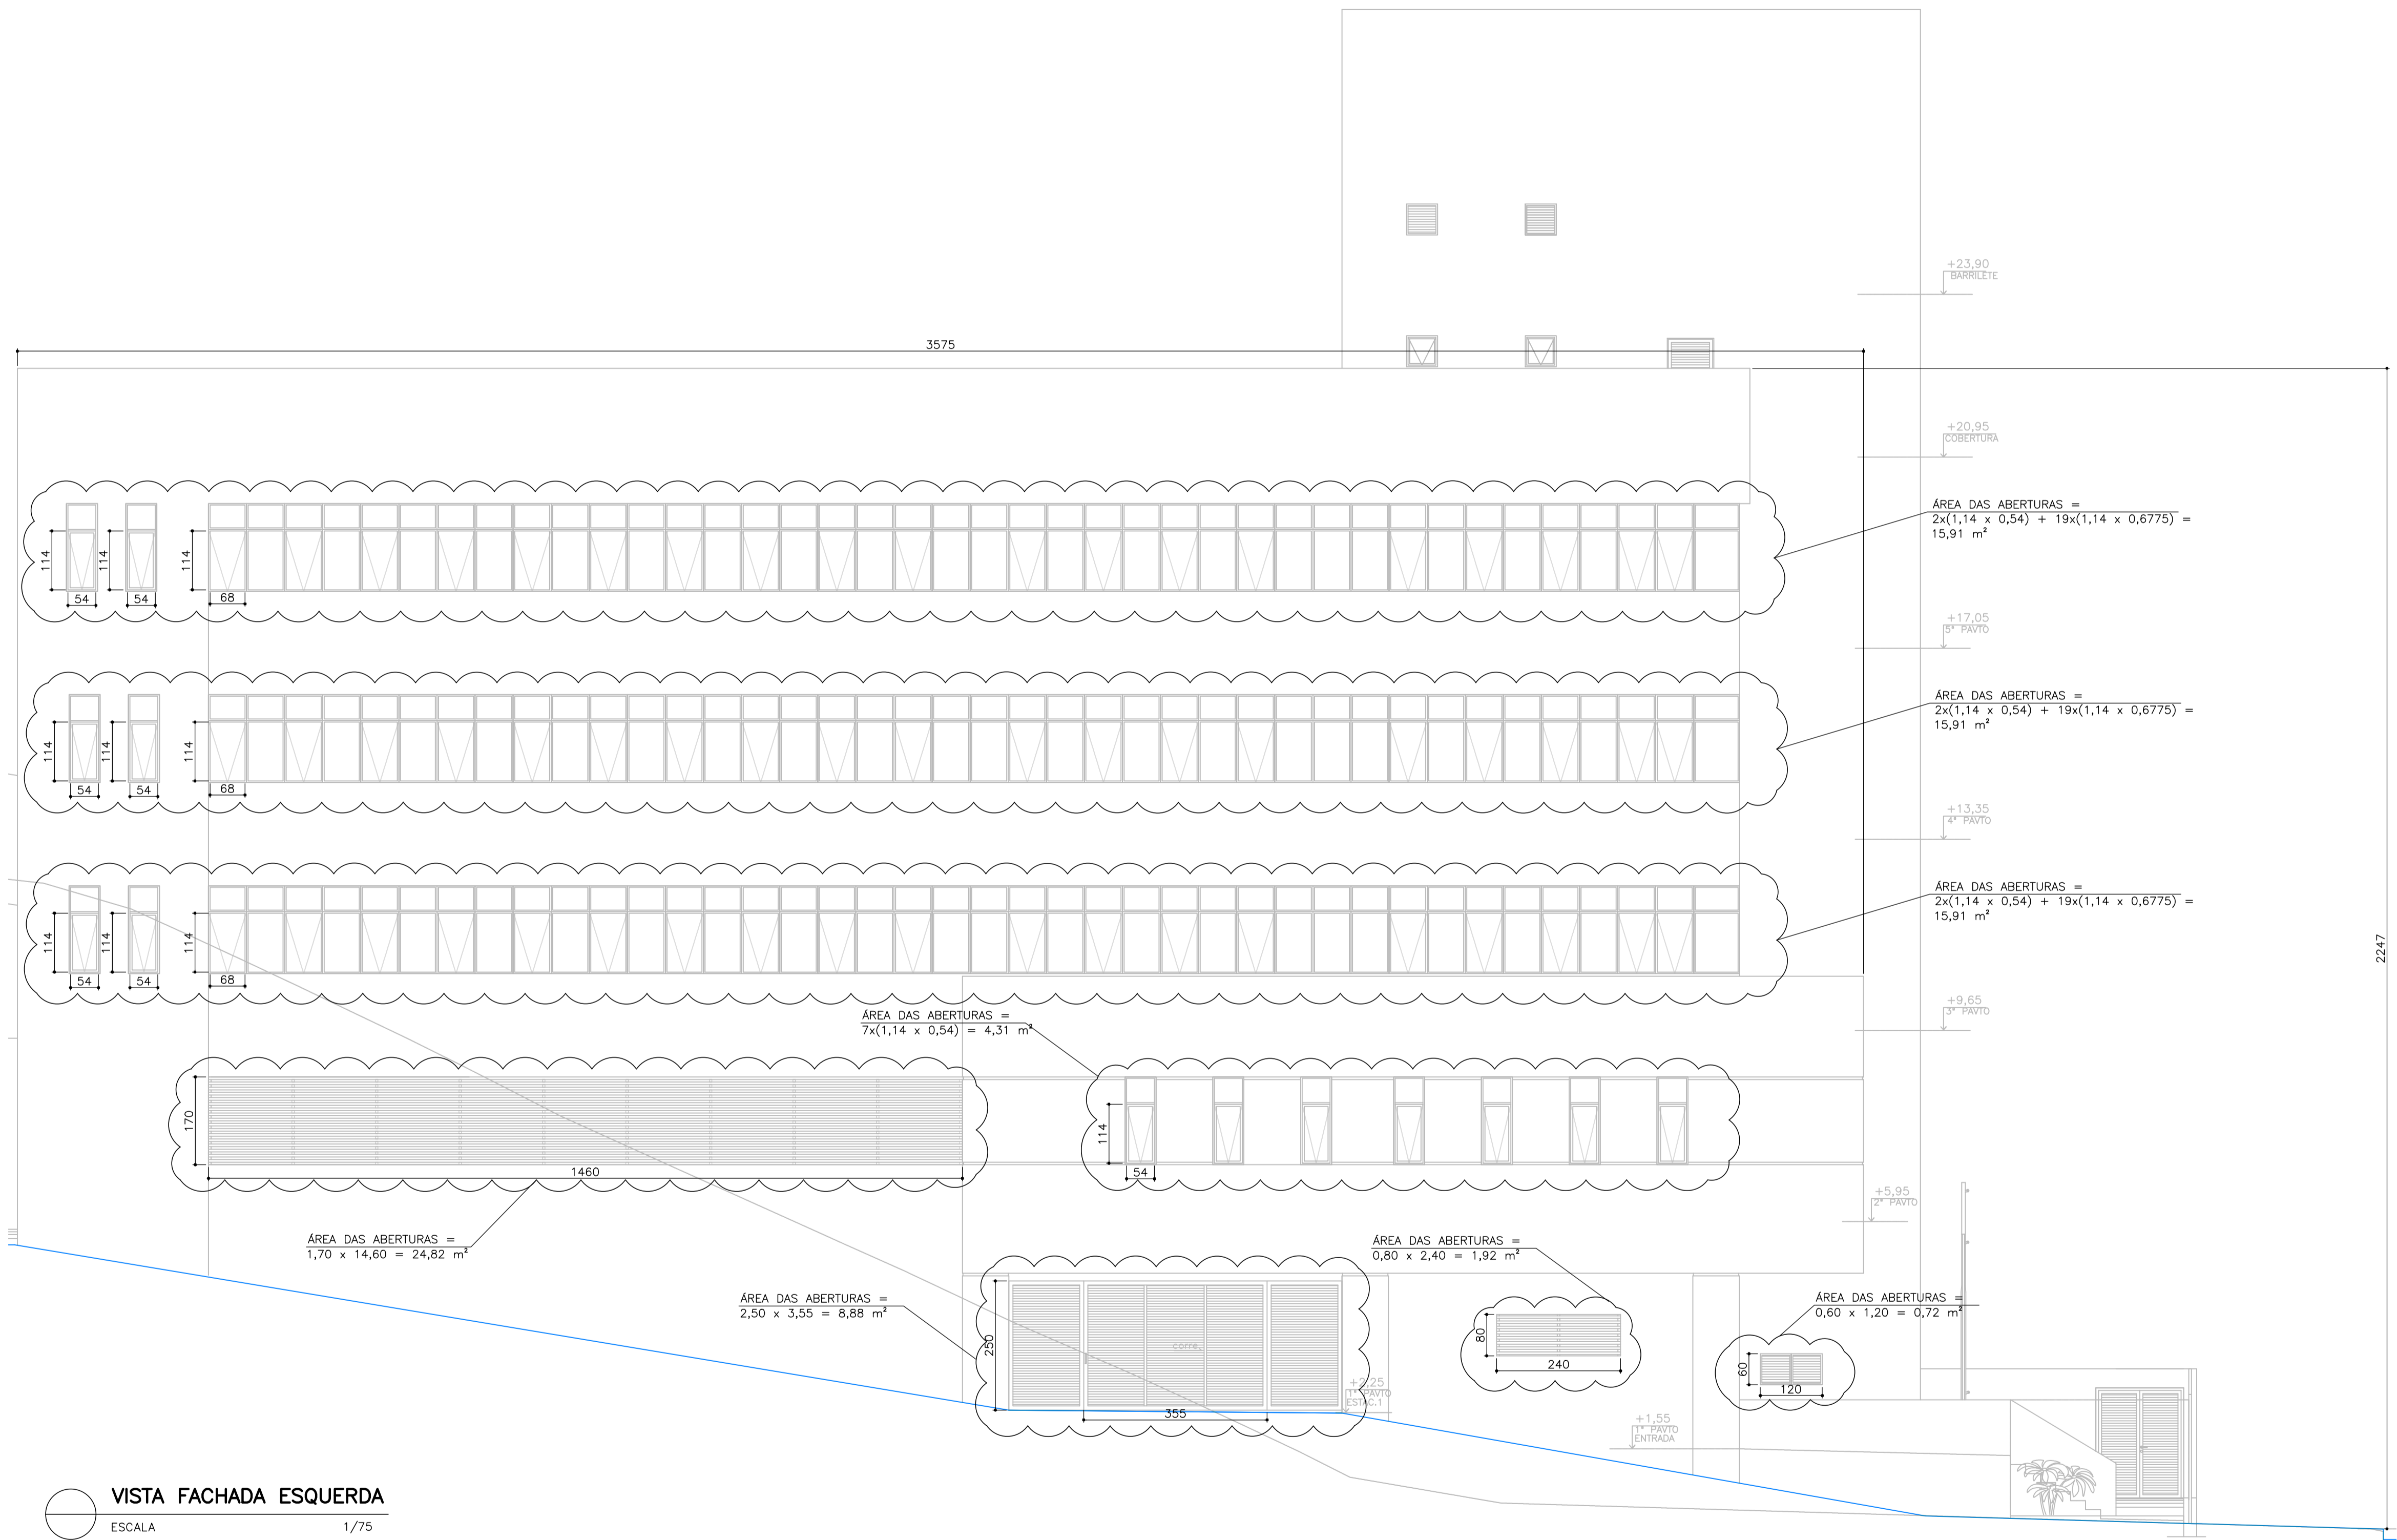 +23,90
BARRILETE
3575
+20,95
COBERTURA
ÁREA DAS ABERTURAS =
2x(1,14 x 0,54) + 19x(1,14 x 0,6775) =
15,91 m²
114
114
114
54
54
68
+17,05
5° PAVTO
ÁREA DAS ABERTURAS =
2x(1,14 x 0,54) + 19x(1,14 x 0,6775) =
15,91 m²
114
114
114
54
54
68
+13,35
4° PAVTO
ÁREA DAS ABERTURAS =
2x(1,14 x 0,54) + 19x(1,14 x 0,6775) =
15,91 m²
114
114
114
54
54
68
2247
+9,65
3° PAVTO
ÁREA DAS ABERTURAS =
7x(1,14 x 0,54) = 4,31 m²
170
1460
114
54
+5,95
2° PAVTO
ÁREA DAS ABERTURAS =
1,70 x 14,60 = 24,82 m²
ÁREA DAS ABERTURAS =
0,80 x 2,40 = 1,92 m²
ÁREA DAS ABERTURAS =
2,50 x 3,55 = 8,88 m²
ÁREA DAS ABERTURAS =
0,60 x 1,20 = 0,72 m²
250
corre.
355
80
240
60
120
+2,25
1° PAVTO
ESTAC.1
+1,55
1° PAVTO
ENTRADA
VISTA FACHADA ESQUERDA
ESCALA 1/75